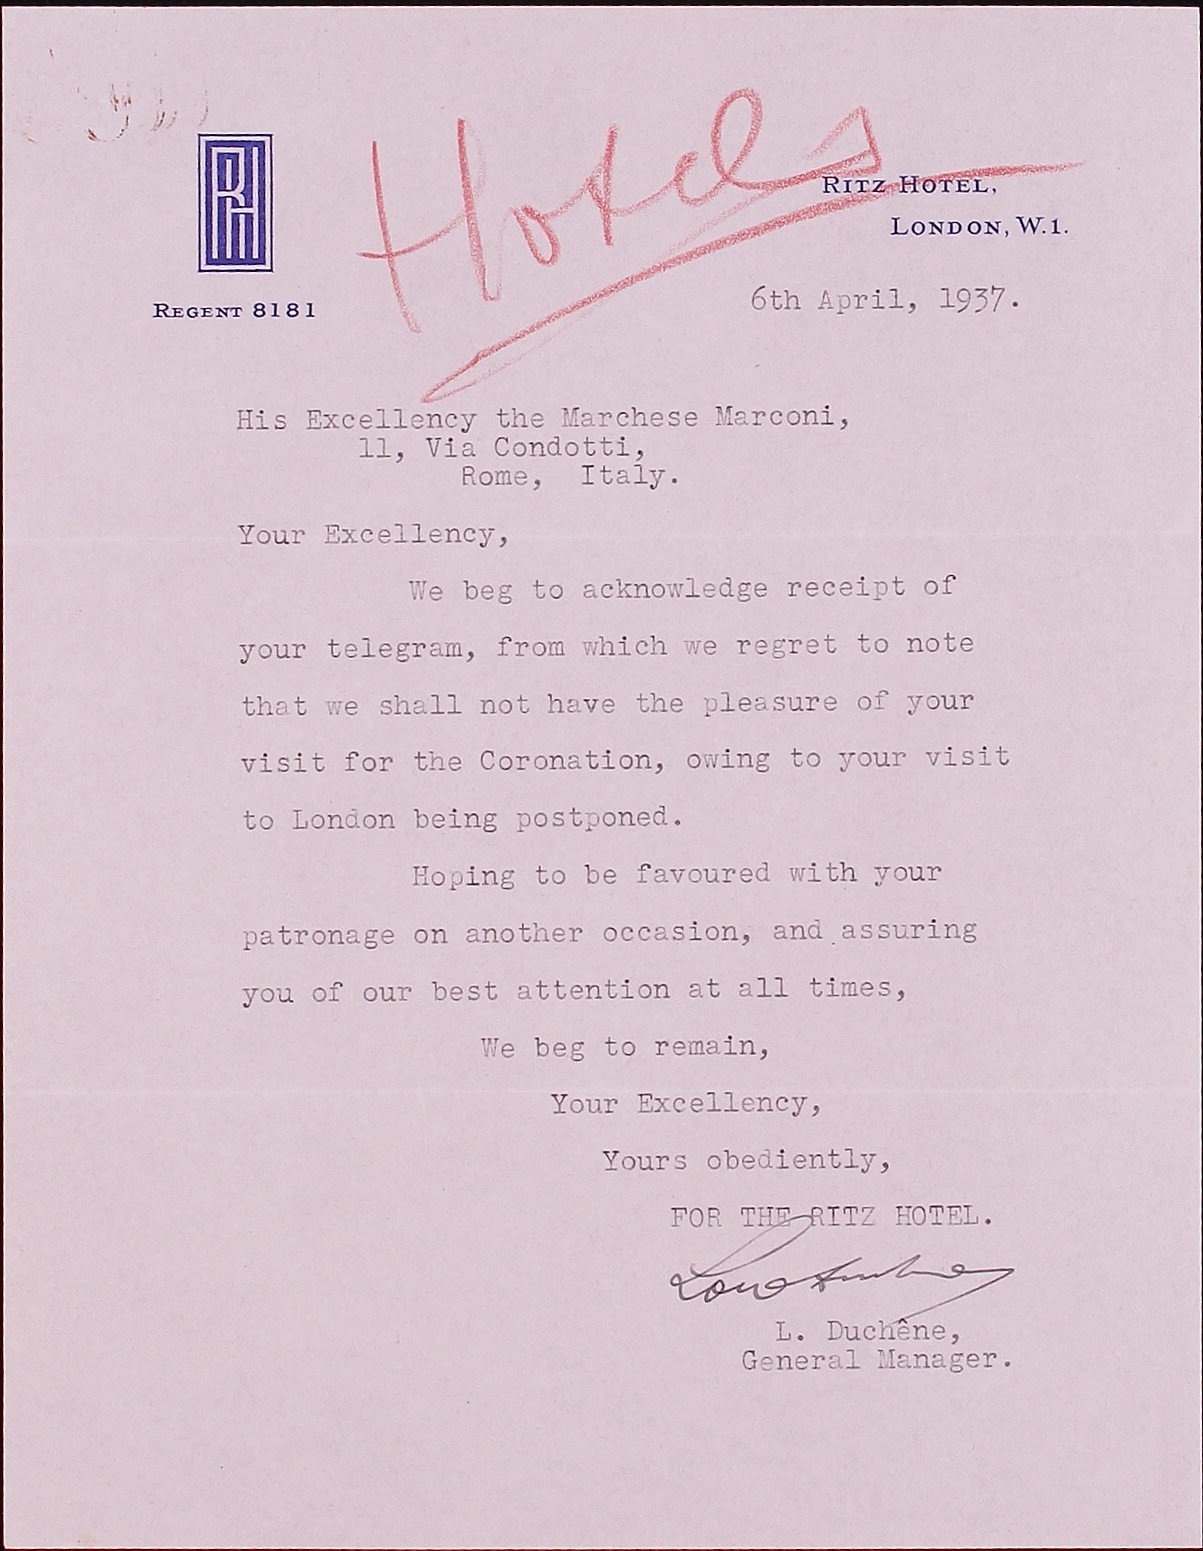 Hotels
RITZ HOTEL,
LONDON, W.1.
REGENT 8181
6th April, 1937.
His Excellency the Marchese Marconi,
11, Via Condotti,
Rome, Italy.
Your Excellency,
We beg to acknowledge receipt of
your telegram, from which we regret to note
that we shall not have the pleasure of your
visit for the Coronation, owing to your visit
to London being postponed.
Hoping to be favoured with your
patronage on another occasion, and assuring
you of our best attention at all times,
We beg to remain,
Your Excellency,
Yours obediently,
FOR THE RITZ HOTEL.
L. Duchêne,
General Manager.